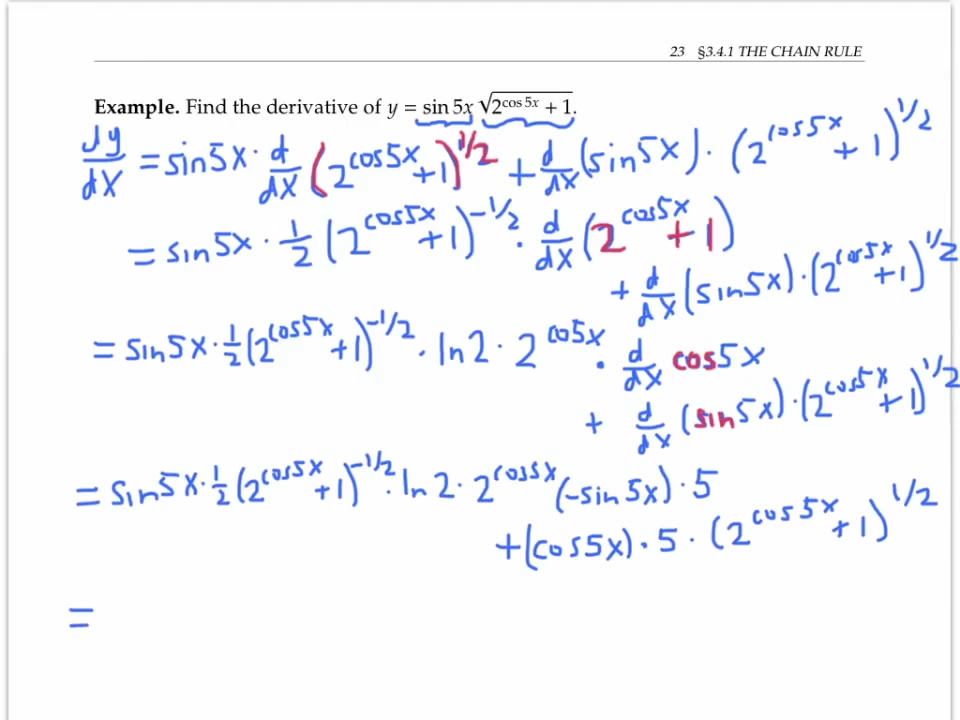 23 §3.4.1 THE CHAIN RULE
Example. Find the derivative of y = sin 5x √(2^{cos 5x} + 1).
dy/dx = sin5x · d/dx (2^{cos5x} + 1)^{1/2} + d/dx (sin5x) · (2^{cos5x} + 1)^{1/2}
= sin5x · 1/2 (2^{cos5x} + 1)^{-1/2} · d/dx (2^{cos5x} + 1)
+ d/dx (sin5x) · (2^{cos5x} + 1)^{1/2}
= sin5x · 1/2 (2^{cos5x} + 1)^{-1/2} · ln2 · 2^{cos5x} · d/dx cos5x
+ d/dx (sin5x) · (2^{cos5x} + 1)^{1/2}
= sin5x · 1/2 (2^{cos5x} + 1)^{-1/2} · ln2 · 2^{cos5x} (-sin5x) · 5
+ (cos5x) · 5 · (2^{cos5x} + 1)^{1/2}
=